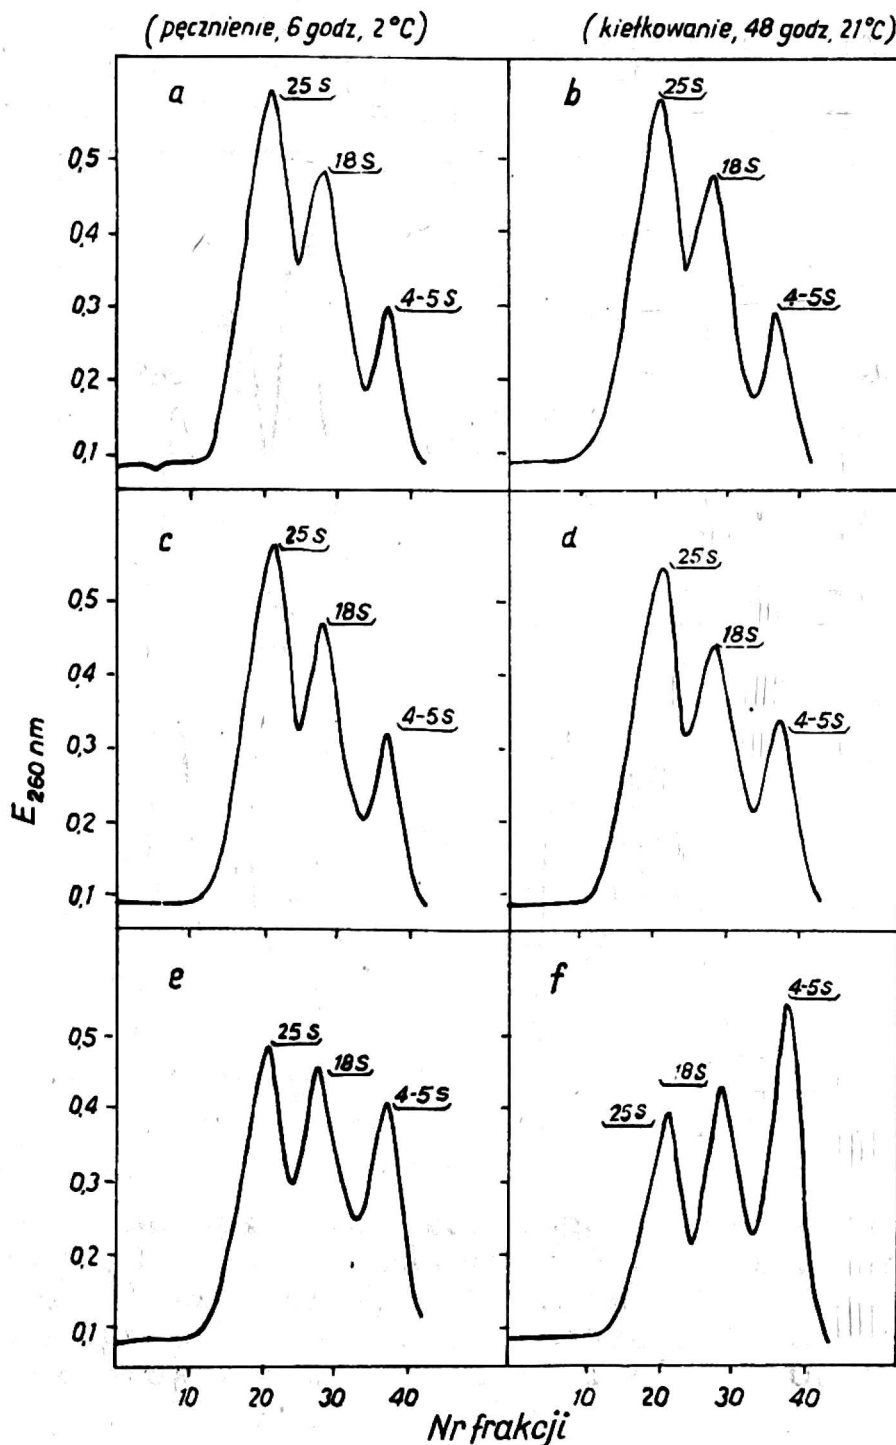 (pęcznienie, 6 godz, 2°C) (kiełkowanie, 48 godz, 21°C)
a 25 s 18 s 4-5 s
b 25s 18s 4-5s
0,5
0,4
0,3
0,2
0,1
c 25 s 18s 4-5s
d 25s 18s 4-5s
0,5
0,4
0,3
0,2
0,1
E260 nm
e 25 s 18s 4-5s
f 25s 18s 4-5s
0,5
0,4
0,3
0,2
0,1
10 20 30 40 10 20 30 40
Nr frakcji